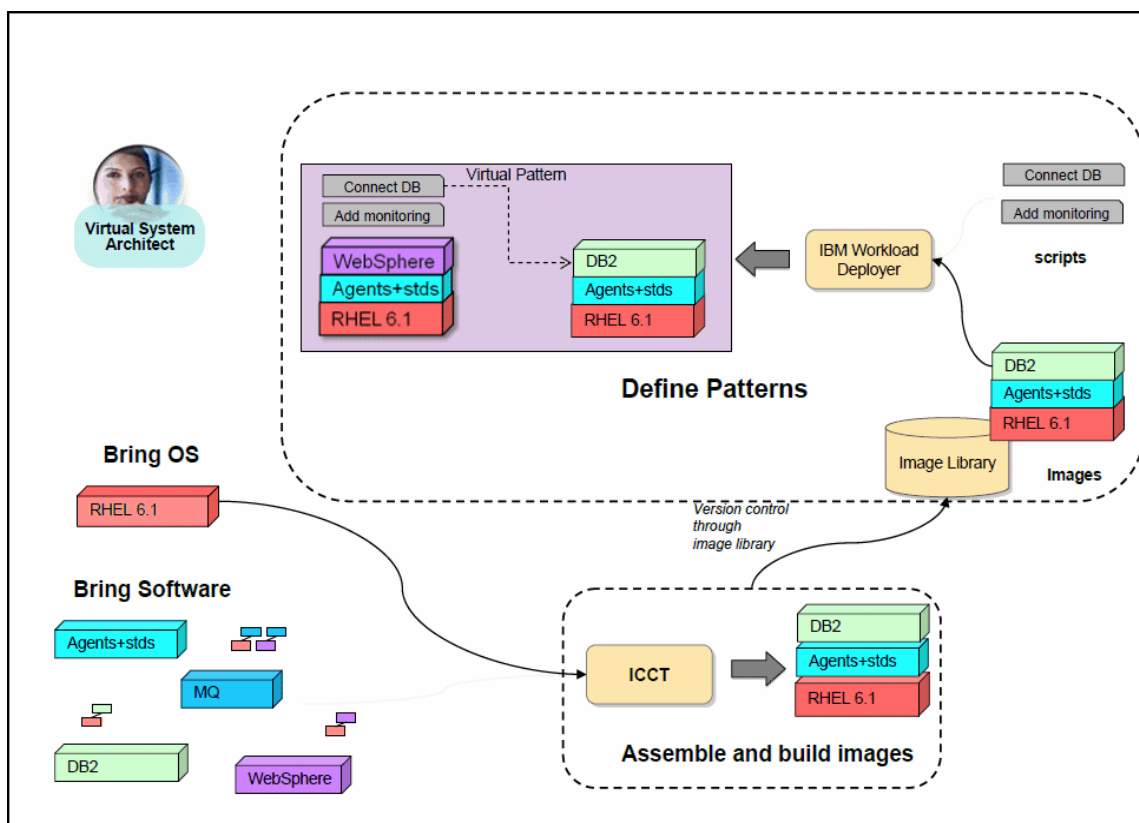 Virtual System
Architect
Virtual Pattern
Connect DB
Add monitoring
WebSphere
Agents+stds
RHEL 6.1
DB2
Agents+stds
RHEL 6.1
IBM Workload
Deployer
Connect DB
Add monitoring
scripts
Define Patterns
DB2
Agents+stds
RHEL 6.1
Image Library
Images
Bring OS
RHEL 6.1
Version control
through
image library
Bring Software
Agents+stds
MQ
DB2
WebSphere
ICCT
DB2
Agents+stds
RHEL 6.1
Assemble and build images